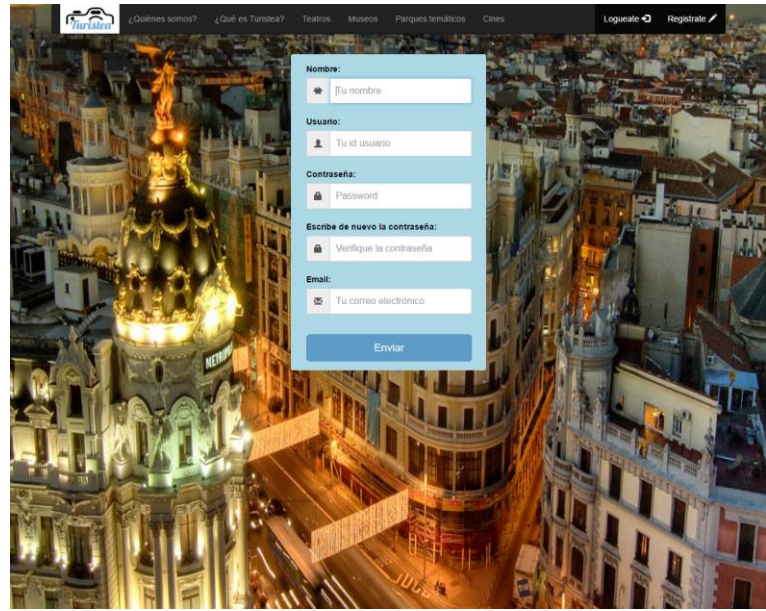 Turistea
¿Quiénes somos? ¿Qué es Turistea? Teatros Museos Parques temáticos Cines Logueate Registrate
Nombre:
Tu nombre
Usuario:
Tu id usuario
Contraseña:
Password
Escribe de nuevo la contraseña:
Verifique la contraseña
Email:
Tu correo electrónico
Enviar
METROPOLIS